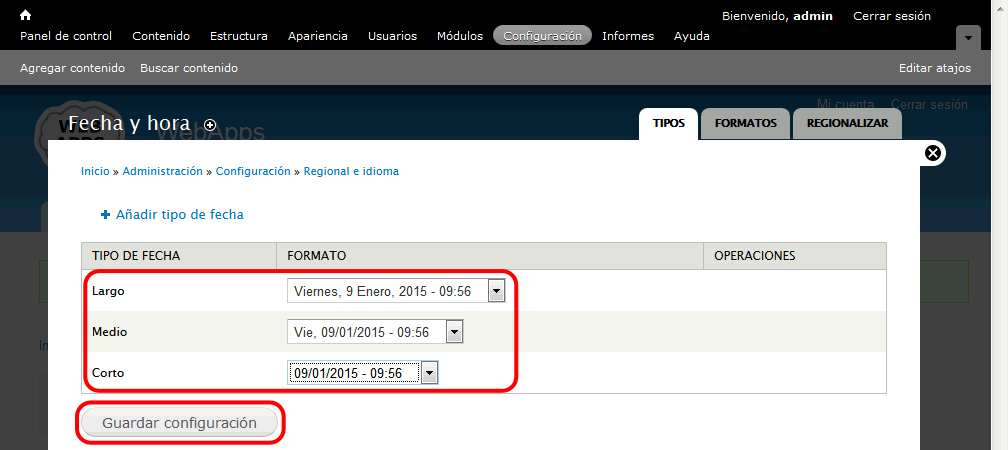 Bienvenido, admin Cerrar sesión
Panel de control Contenido Estructura Apariencia Usuarios Módulos Configuración Informes Ayuda
Agregar contenido Buscar contenido Editar atajos
Mi cuenta Cerrar sesión
WebApps
Fecha y hora
TIPOS FORMATOS REGIONALIZAR
Inicio » Administración » Configuración » Regional e idioma
+ Añadir tipo de fecha
TIPO DE FECHA FORMATO OPERACIONES
Largo Viernes, 9 Enero, 2015 - 09:56
Medio Vie, 09/01/2015 - 09:56
Corto 09/01/2015 - 09:56
Guardar configuración